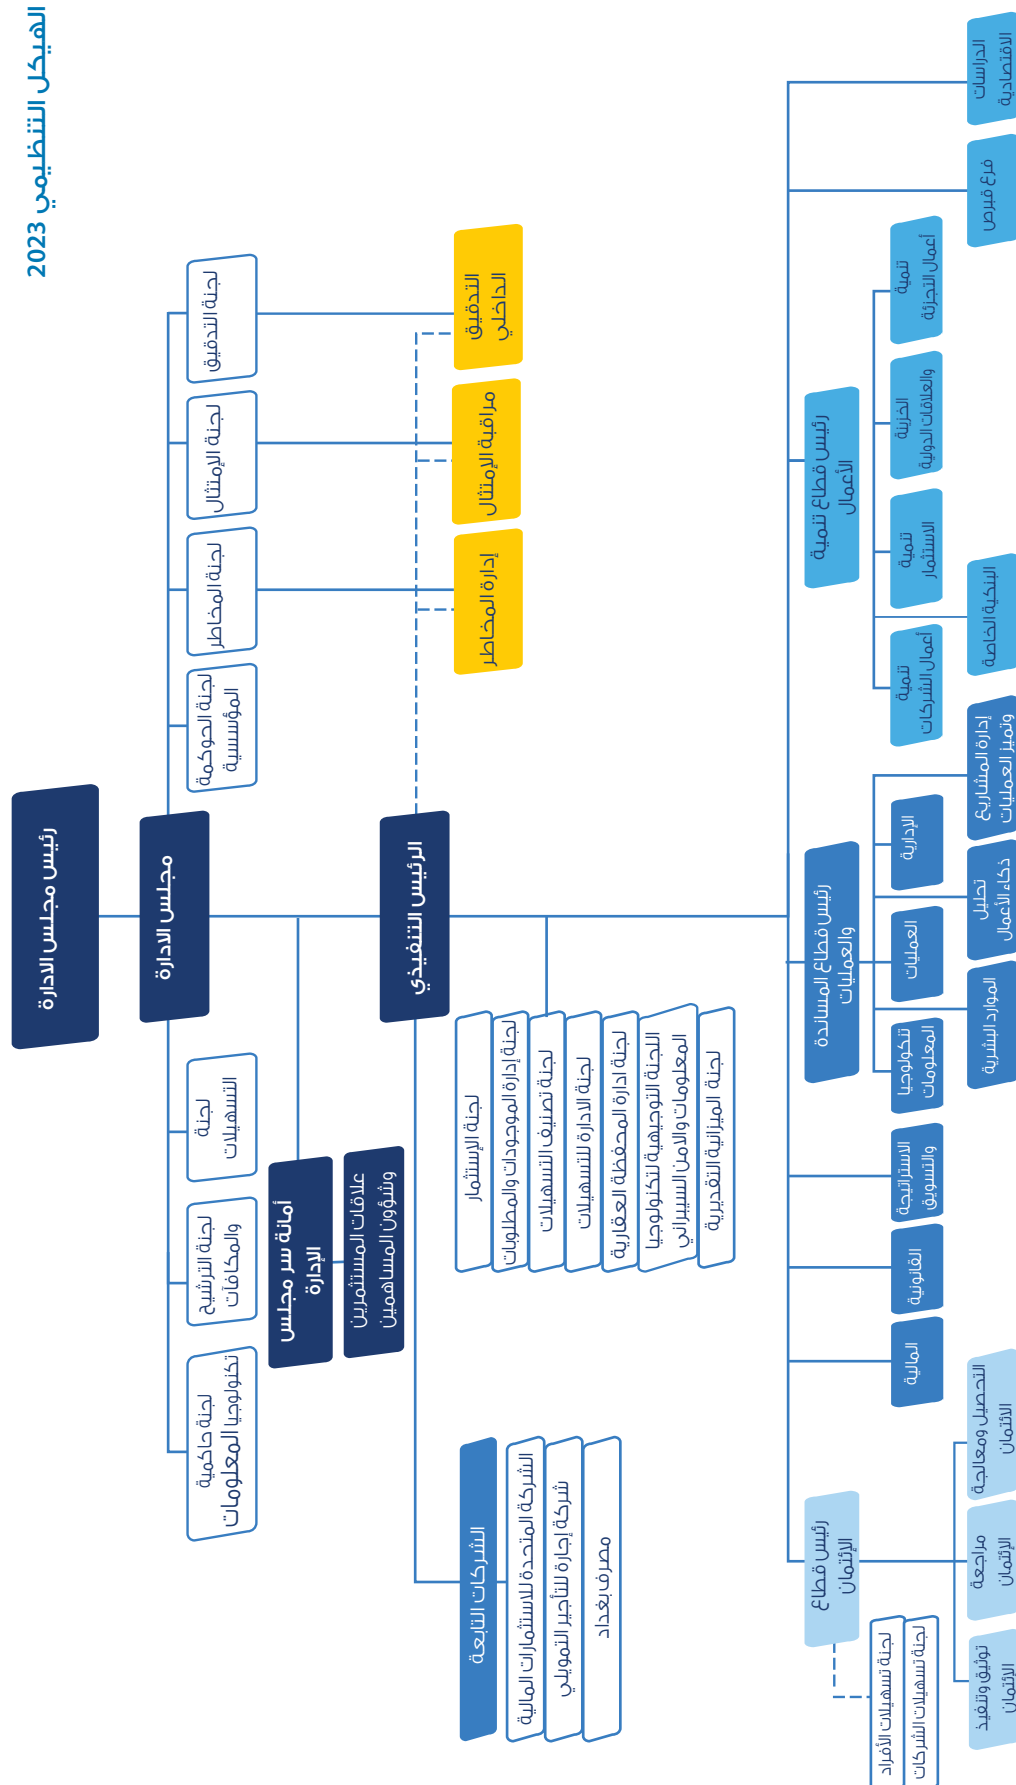 الهيكل التنظيمي 2023
رئيس مجلس الادارة
مجلس الادارة
لجنة التدقيق
لجنة الإمتثال
لجنة المخاطر
لجنة الحوكمة
المؤسسية
لجنة
التسهيلات
لجنة الترشيح
والمكافآت
لجنة حاكمية
تكنولوجيا المعلومات
أمانة سر مجلس
الإدارة
علاقات المستثمرين
وشؤون المساهمين
الرئيس التنفيذي
التدقيق
الداخلي
مراقبة الإمتثال
إدارة المخاطر
لجنة الإستثمار
لجنة إدارة الموجودات والمطلوبات
لجنة تصنيف التسهيلات
لجنة الادارة للتسهيلات
لجنة ادارة المحفظة العقارية
اللجنة التوجيهية لتكنولوجيا
المعلومات والامن السيبراني
لجنة الميزانية التقديرية
الشركات التابعة
الشركة المتحدة للاستثمارات المالية
شركة إجارة للتأجير التمويلي
مصرف بغداد
الدراسات
الاقتصادية
فرع قبرص
رئيس قطاع تنمية
الأعمال
تنمية
أعمال التجزئة
الخزينة
والعلاقات الدولية
تنمية
الاستثمار
البنكية الخاصة
تنمية
أعمال الشركات
رئيس قطاع المساندة
والعمليات
إدارة المشاريع
وتميز العمليات
الإدارية
تحليل
ذكاء الأعمال
العمليات
الموارد البشرية
تنكولوجيا
المعلومات
الاستراتيجة
والتسويق
القانونية
المالية
رئيس قطاع
الإئتمان
التحصيل ومعالجة
الائتمان
مراجعة
الإئتمان
توثيق وتنفيذ
الإئتمان
لجنة تسهيلات الأفراد
لجنة تسهيلات الشركات